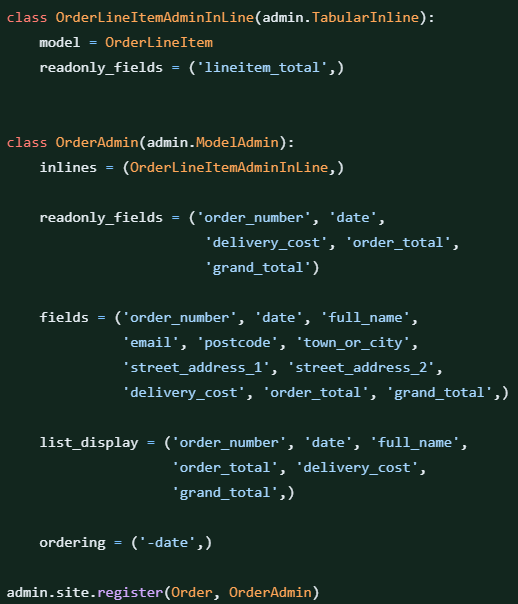 class OrderLineItemAdminInLine(admin.TabularInline):
    model = OrderLineItem
    readonly_fields = ('lineitem_total',)
class OrderAdmin(admin.ModelAdmin):
    inlines = (OrderLineItemAdminInLine,)
    readonly_fields = ('order_number', 'date',
                       'delivery_cost', 'order_total',
                       'grand_total')
    fields = ('order_number', 'date', 'full_name',
              'email', 'postcode', 'town_or_city',
              'street_address_1', 'street_address_2',
              'delivery_cost', 'order_total', 'grand_total',)
    list_display = ('order_number', 'date', 'full_name',
                    'order_total', 'delivery_cost',
                    'grand_total',)
    ordering = ('-date',)
admin.site.register(Order, OrderAdmin)